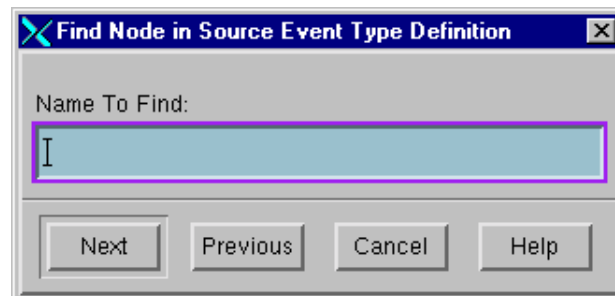 Find Node in Source Event Type Definition
Name To Find:
Next Previous Cancel Help